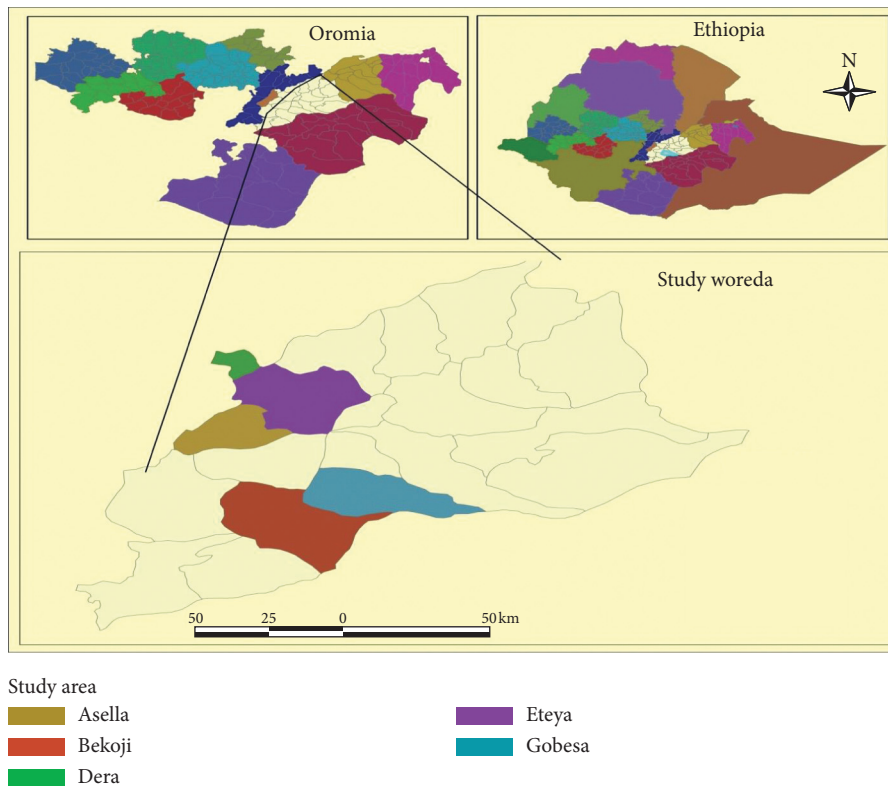 Oromia
Ethiopia
N
Study woreda
50 25 0 50 km
Study area
Asella
Bekoji
Dera
Eteya
Gobesa